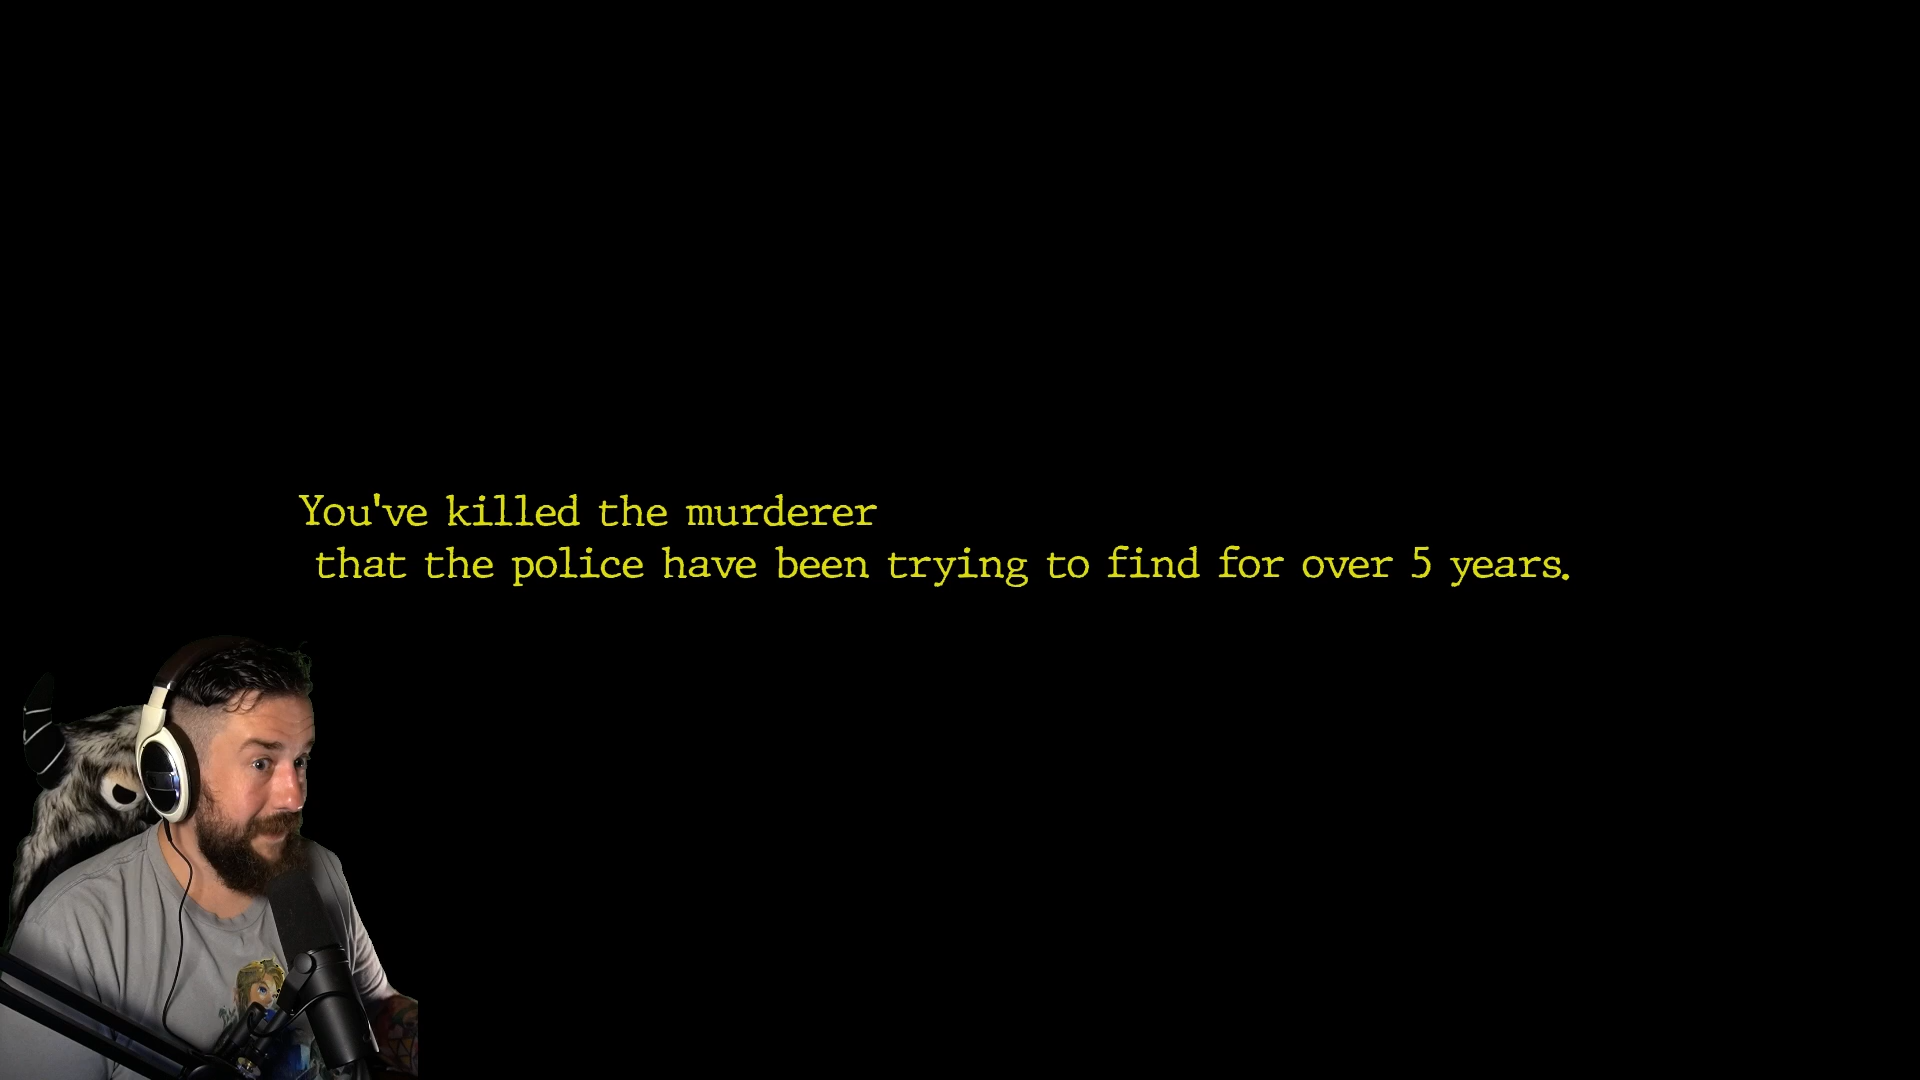 You've killed the murderer
that the police have been trying to find for over 5 years.